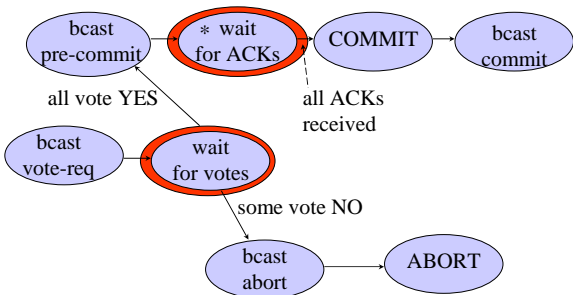 bcast
pre-commit
* wait
for ACKs
COMMIT
bcast
commit
all vote YES
all ACKs
received
bcast
vote-req
wait
for votes
some vote NO
bcast
abort
ABORT